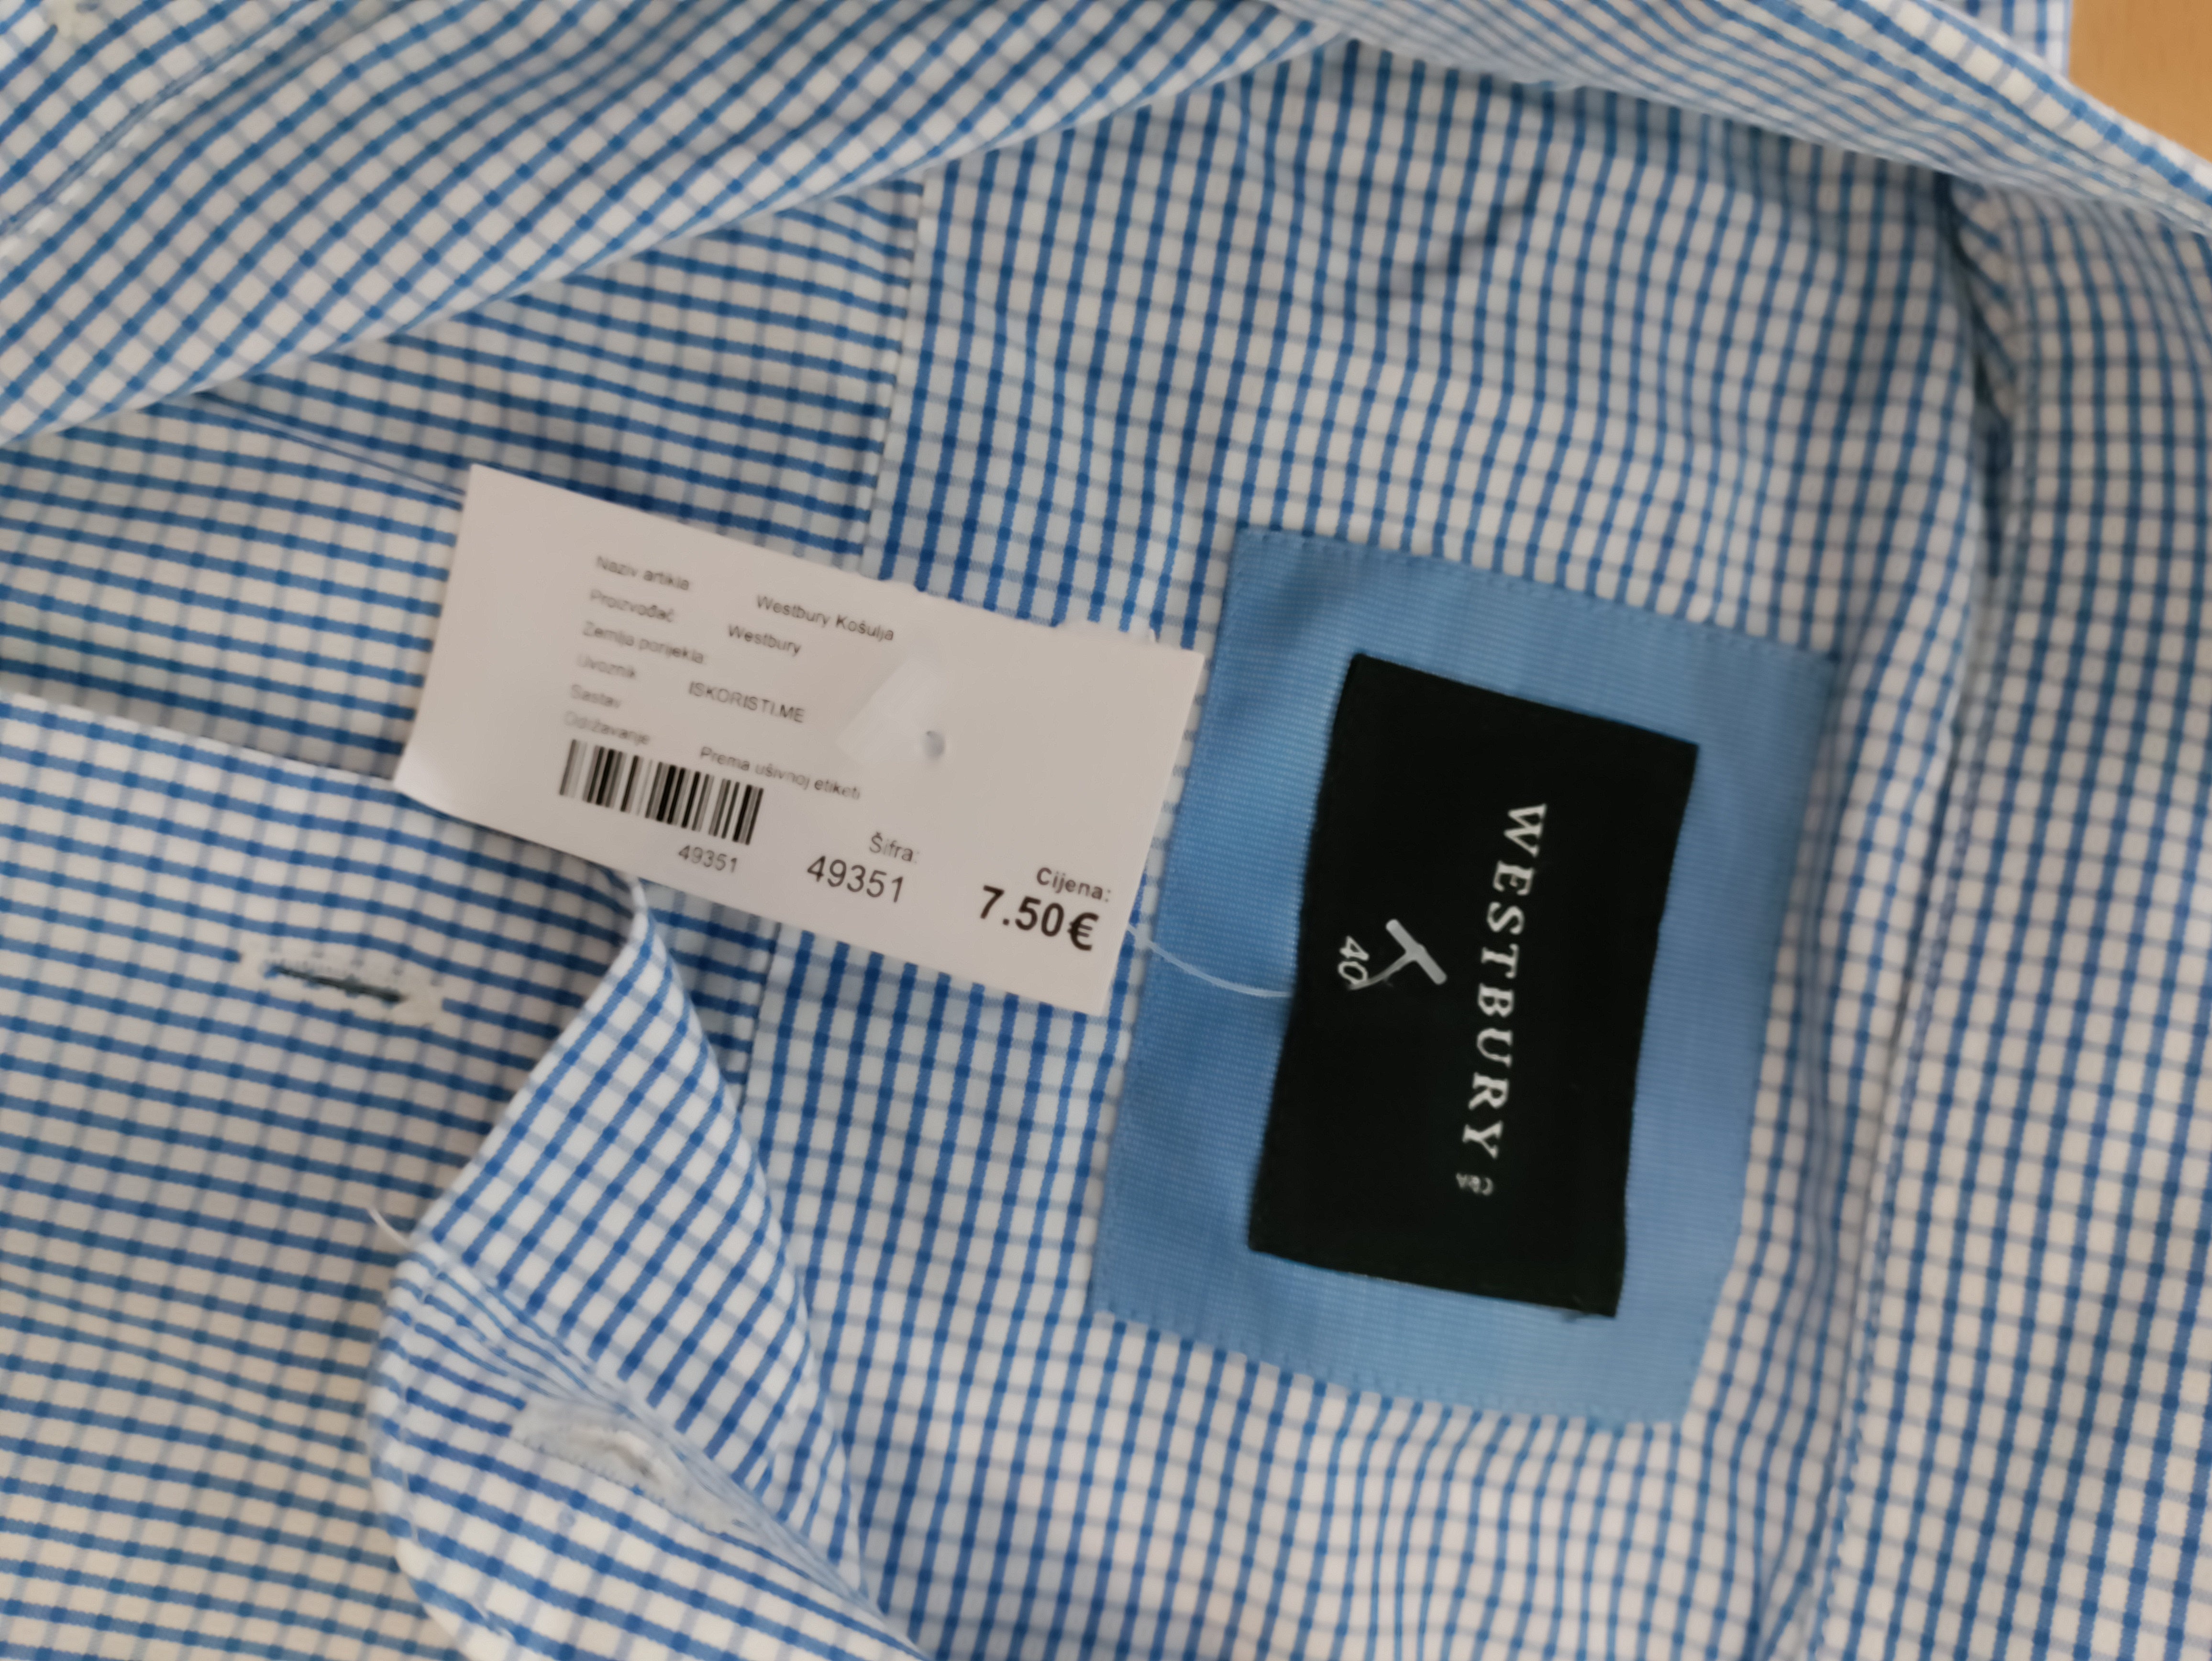 Naziv artikla: Westbury Košulja
Proizvođač: Westbury
Zemlja porijekla:
Uvoznik ISKORISTI.ME
Sastav
Održavanje Prema ušivnoj etiketi
49351
Šifra:
49351
Cijena:
7.50€
WESTBURY
C&A
40